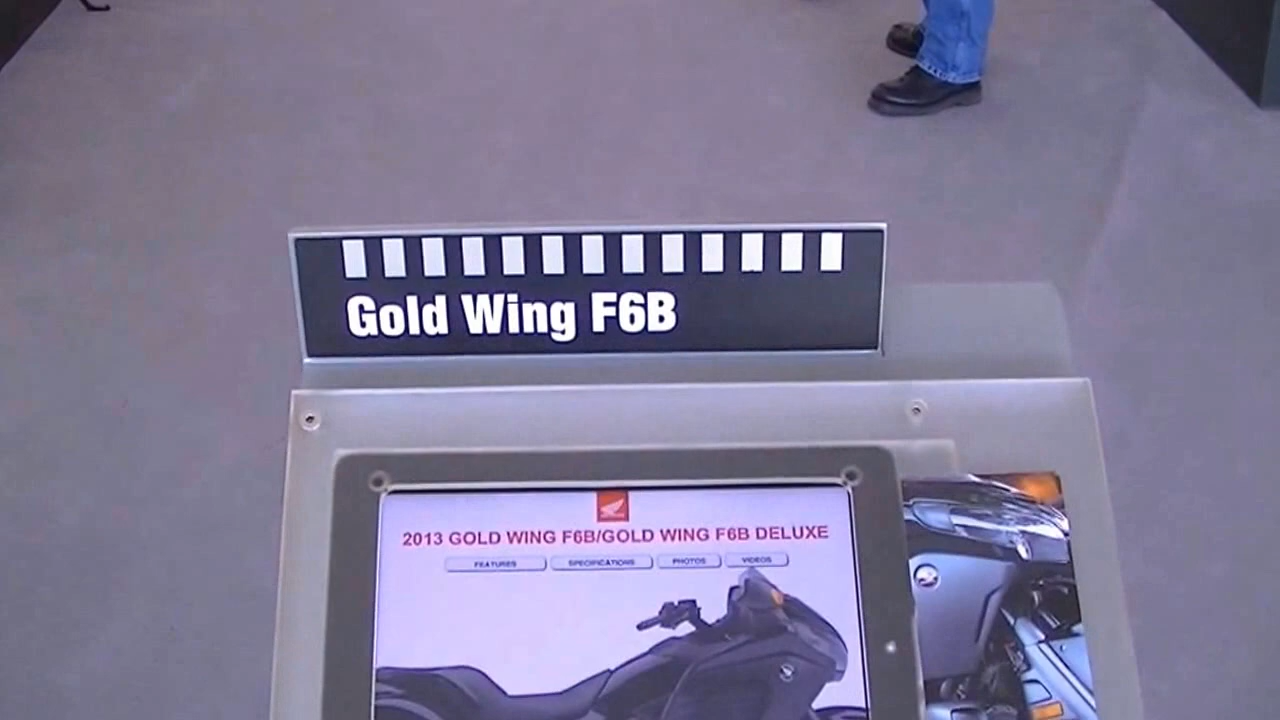 Gold Wing F6B
2013 GOLD WING F6B/GOLD WING F6B DELUXE
FEATURES SPECIFICATIONS PHOTOS VIDEOS